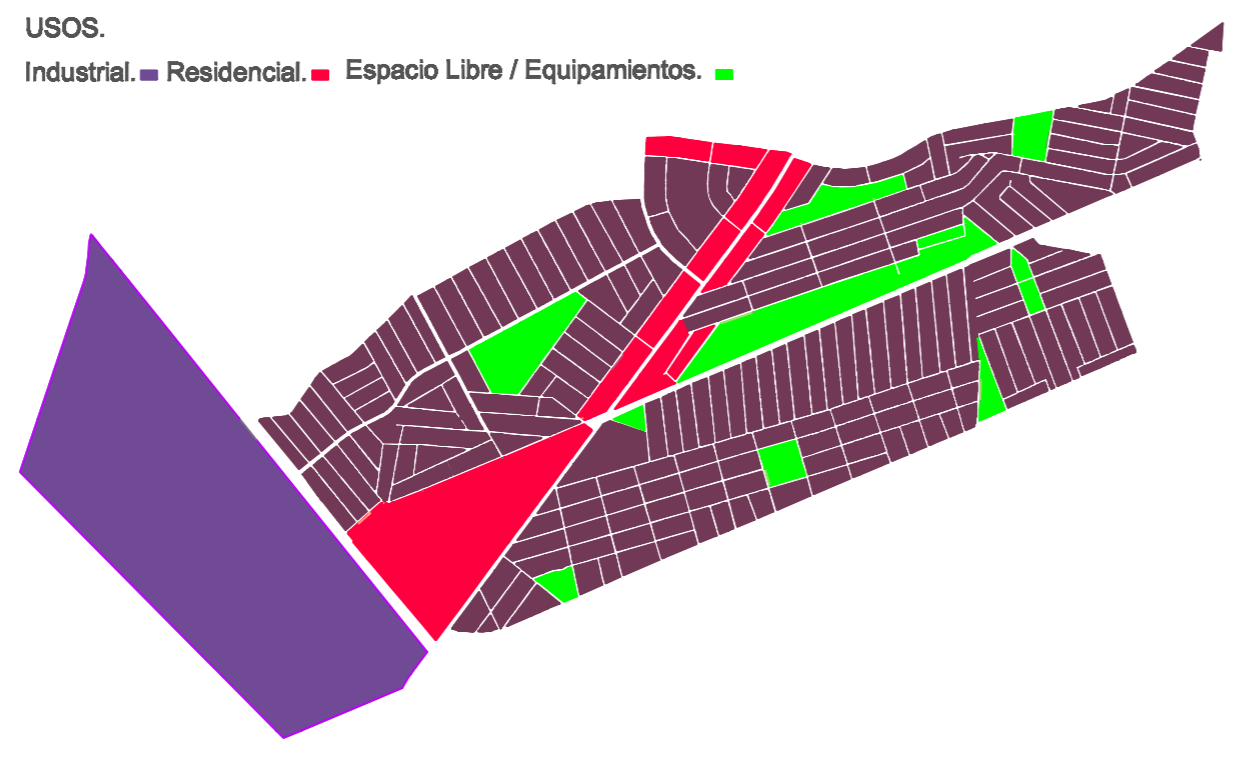 USOS.
Industrial. Residencial. Espacio Libre / Equipamientos.